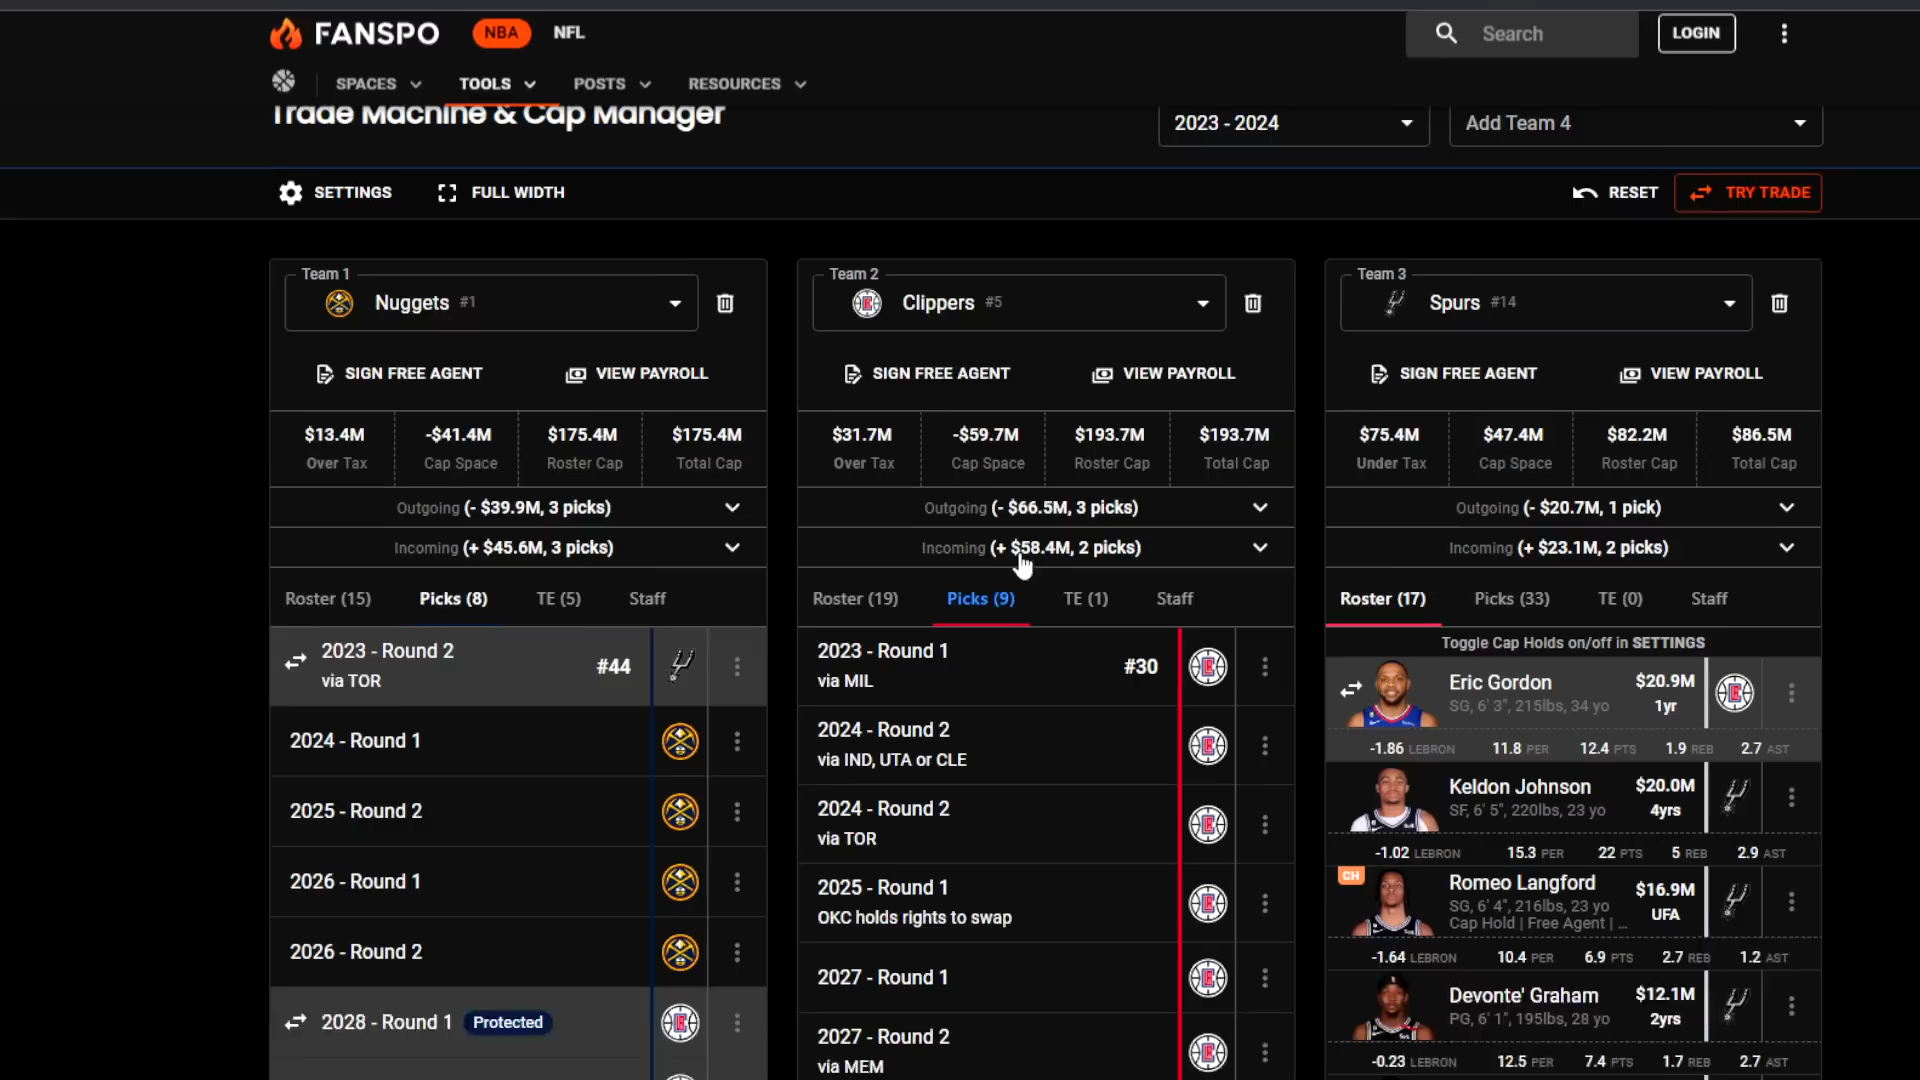 FANSPO
NBA
NFL
Search
LOGIN
SPACES
TOOLS
POSTS
RESOURCES
Trade Machine & Cap Manager
2023 - 2024
Add Team 4
SETTINGS
FULL WIDTH
RESET
TRY TRADE
Team 1
Nuggets #1
SIGN FREE AGENT
VIEW PAYROLL
$13.4M
-$41.4M
$175.4M
$175.4M
Over Tax
Cap Space
Roster Cap
Total Cap
Outgoing (- $39.9M, 3 picks)
Incoming (+ $45.6M, 3 picks)
Roster (15)
Picks (8)
TE (5)
Staff
2023 - Round 2
via TOR
#44
2024 - Round 1
2025 - Round 2
2026 - Round 1
2026 - Round 2
2028 - Round 1 Protected
Team 2
Clippers #5
SIGN FREE AGENT
VIEW PAYROLL
$31.7M
-$59.7M
$193.7M
$193.7M
Over Tax
Cap Space
Roster Cap
Total Cap
Outgoing (- $66.5M, 3 picks)
Incoming (+ $58.4M, 2 picks)
Roster (19)
Picks (9)
TE (1)
Staff
2023 - Round 1
via MIL
#30
2024 - Round 2
via IND, UTA or CLE
2024 - Round 2
via TOR
2025 - Round 1
OKC holds rights to swap
2027 - Round 1
2027 - Round 2
via MEM
Team 3
Spurs #14
SIGN FREE AGENT
VIEW PAYROLL
$75.4M
$47.4M
$82.2M
$86.5M
Under Tax
Cap Space
Roster Cap
Total Cap
Outgoing (- $20.7M, 1 pick)
Incoming (+ $23.1M, 2 picks)
Roster (17)
Picks (33)
TE (0)
Staff
Toggle Cap Holds on/off in SETTINGS
Eric Gordon
$20.9M
SG, 6' 3", 215lbs, 34 yo
1yr
-1.86 LEBRON 11.8 PER 12.4 PTS 1.9 REB 2.7 AST
Keldon Johnson
$20.0M
SF, 6' 5", 220lbs, 23 yo
4yrs
-1.02 LEBRON 15.3 PER 22 PTS 5 REB 2.9 AST
CH
Romeo Langford
$16.9M
SG, 6' 4", 216lbs, 23 yo
UFA
Cap Hold | Free Agent | ...
-1.64 LEBRON 10.4 PER 6.9 PTS 2.7 REB 1.2 AST
Devonte' Graham
$12.1M
PG, 6' 1", 195lbs, 28 yo
2yrs
-0.23 LEBRON 12.5 PER 7.4 PTS 1.7 REB 2.7 AST